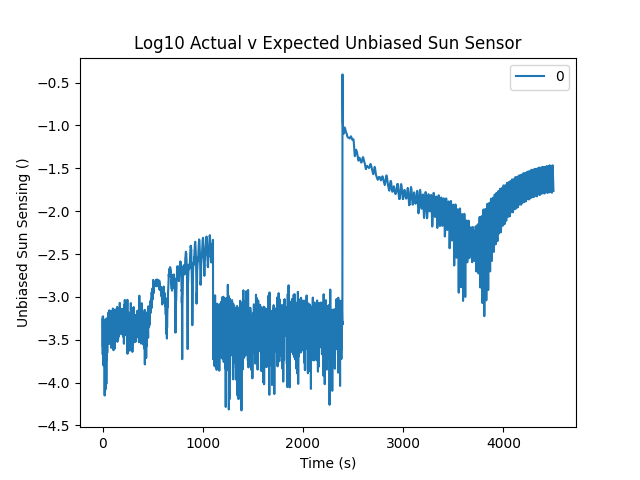 Log10 Actual v Expected Unbiased Sun Sensor
0
Unbiased Sun Sensing ()
−0.5
−1.0
−1.5
−2.0
−2.5
−3.0
−3.5
−4.0
−4.5
0 1000 2000 3000 4000
Time (s)